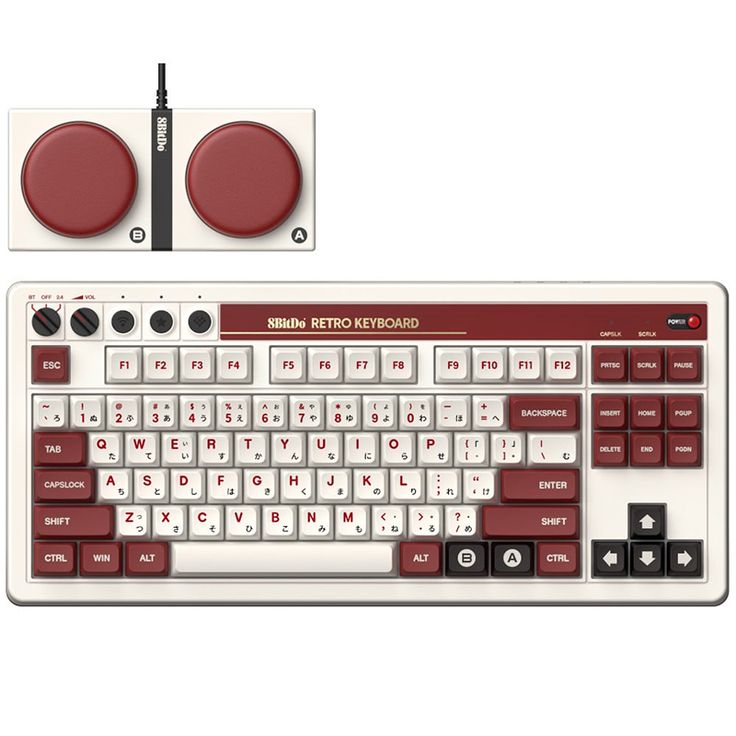 8BitDo
B
A
BT OFF 2.4 VOL
8BitDo RETRO KEYBOARD
POWER
CAPSLK SCRLK
ESC F1 F2 F3 F4 F5 F6 F7 F8 F9 F10 F11 F12 PRTSC SCRLK PAUSE
~ ` ろ ! 1 ぬ @ 2 ふ # 3 あ $ 4 う % 5 え ^ 6 お & 7 や * 8 ゆ ( 9 よ ) 0 わ - ほ + = へ BACKSPACE INSERT HOME PGUP
TAB Q た W て E い R す T か Y ん U な I に O ら P せ { [ 「 } ] 」 | \ む DELETE END PGDN
CAPSLOCK A ち S と D し F は G き H く J ま K の L り : ; れ " ' け ENTER
SHIFT Z つ X さ C そ V ひ B こ N み M も < , ね > . る ? / め SHIFT
CTRL WIN ALT ALT B A CTRL